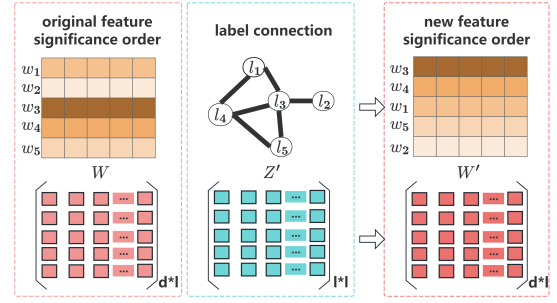 original feature
significance order
w1
w2
w3
w4
w5
W
...
...
...
...
...
d*l
label connection
l1
l2
l3
l4
l5
Z′
...
...
...
...
...
l*l
new feature
significance order
w3
w4
w1
w5
w2
W′
...
...
...
...
...
d*l